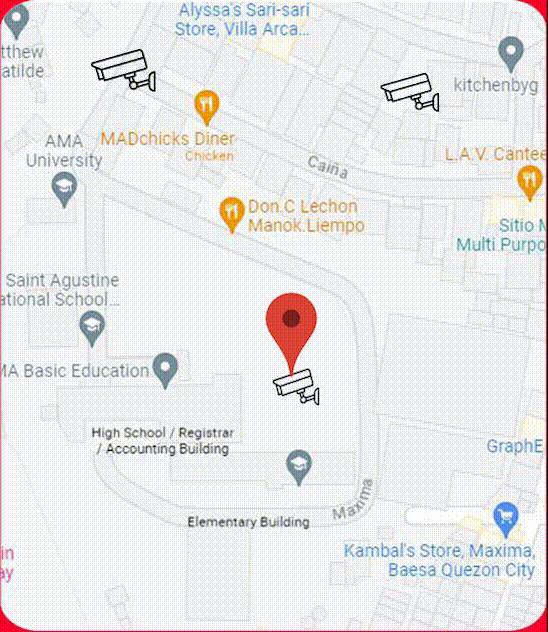 Alyssa's Sari-sari
Store, Villa Arca...
tthew
atilde
kitchenbyg
MADchicks Diner
Chicken
AMA
University
L.A.V. Cantee
Caiña
Don C Lechon
Manok.Liempo
Sitio M
Multi Purpo
Saint Agustine
ational School...
MA Basic Education
High School / Registrar
/ Accounting Building
GraphE
Maxima
Elementary Building
Kambal's Store, Maxima,
Baesa Quezon City
in
ay